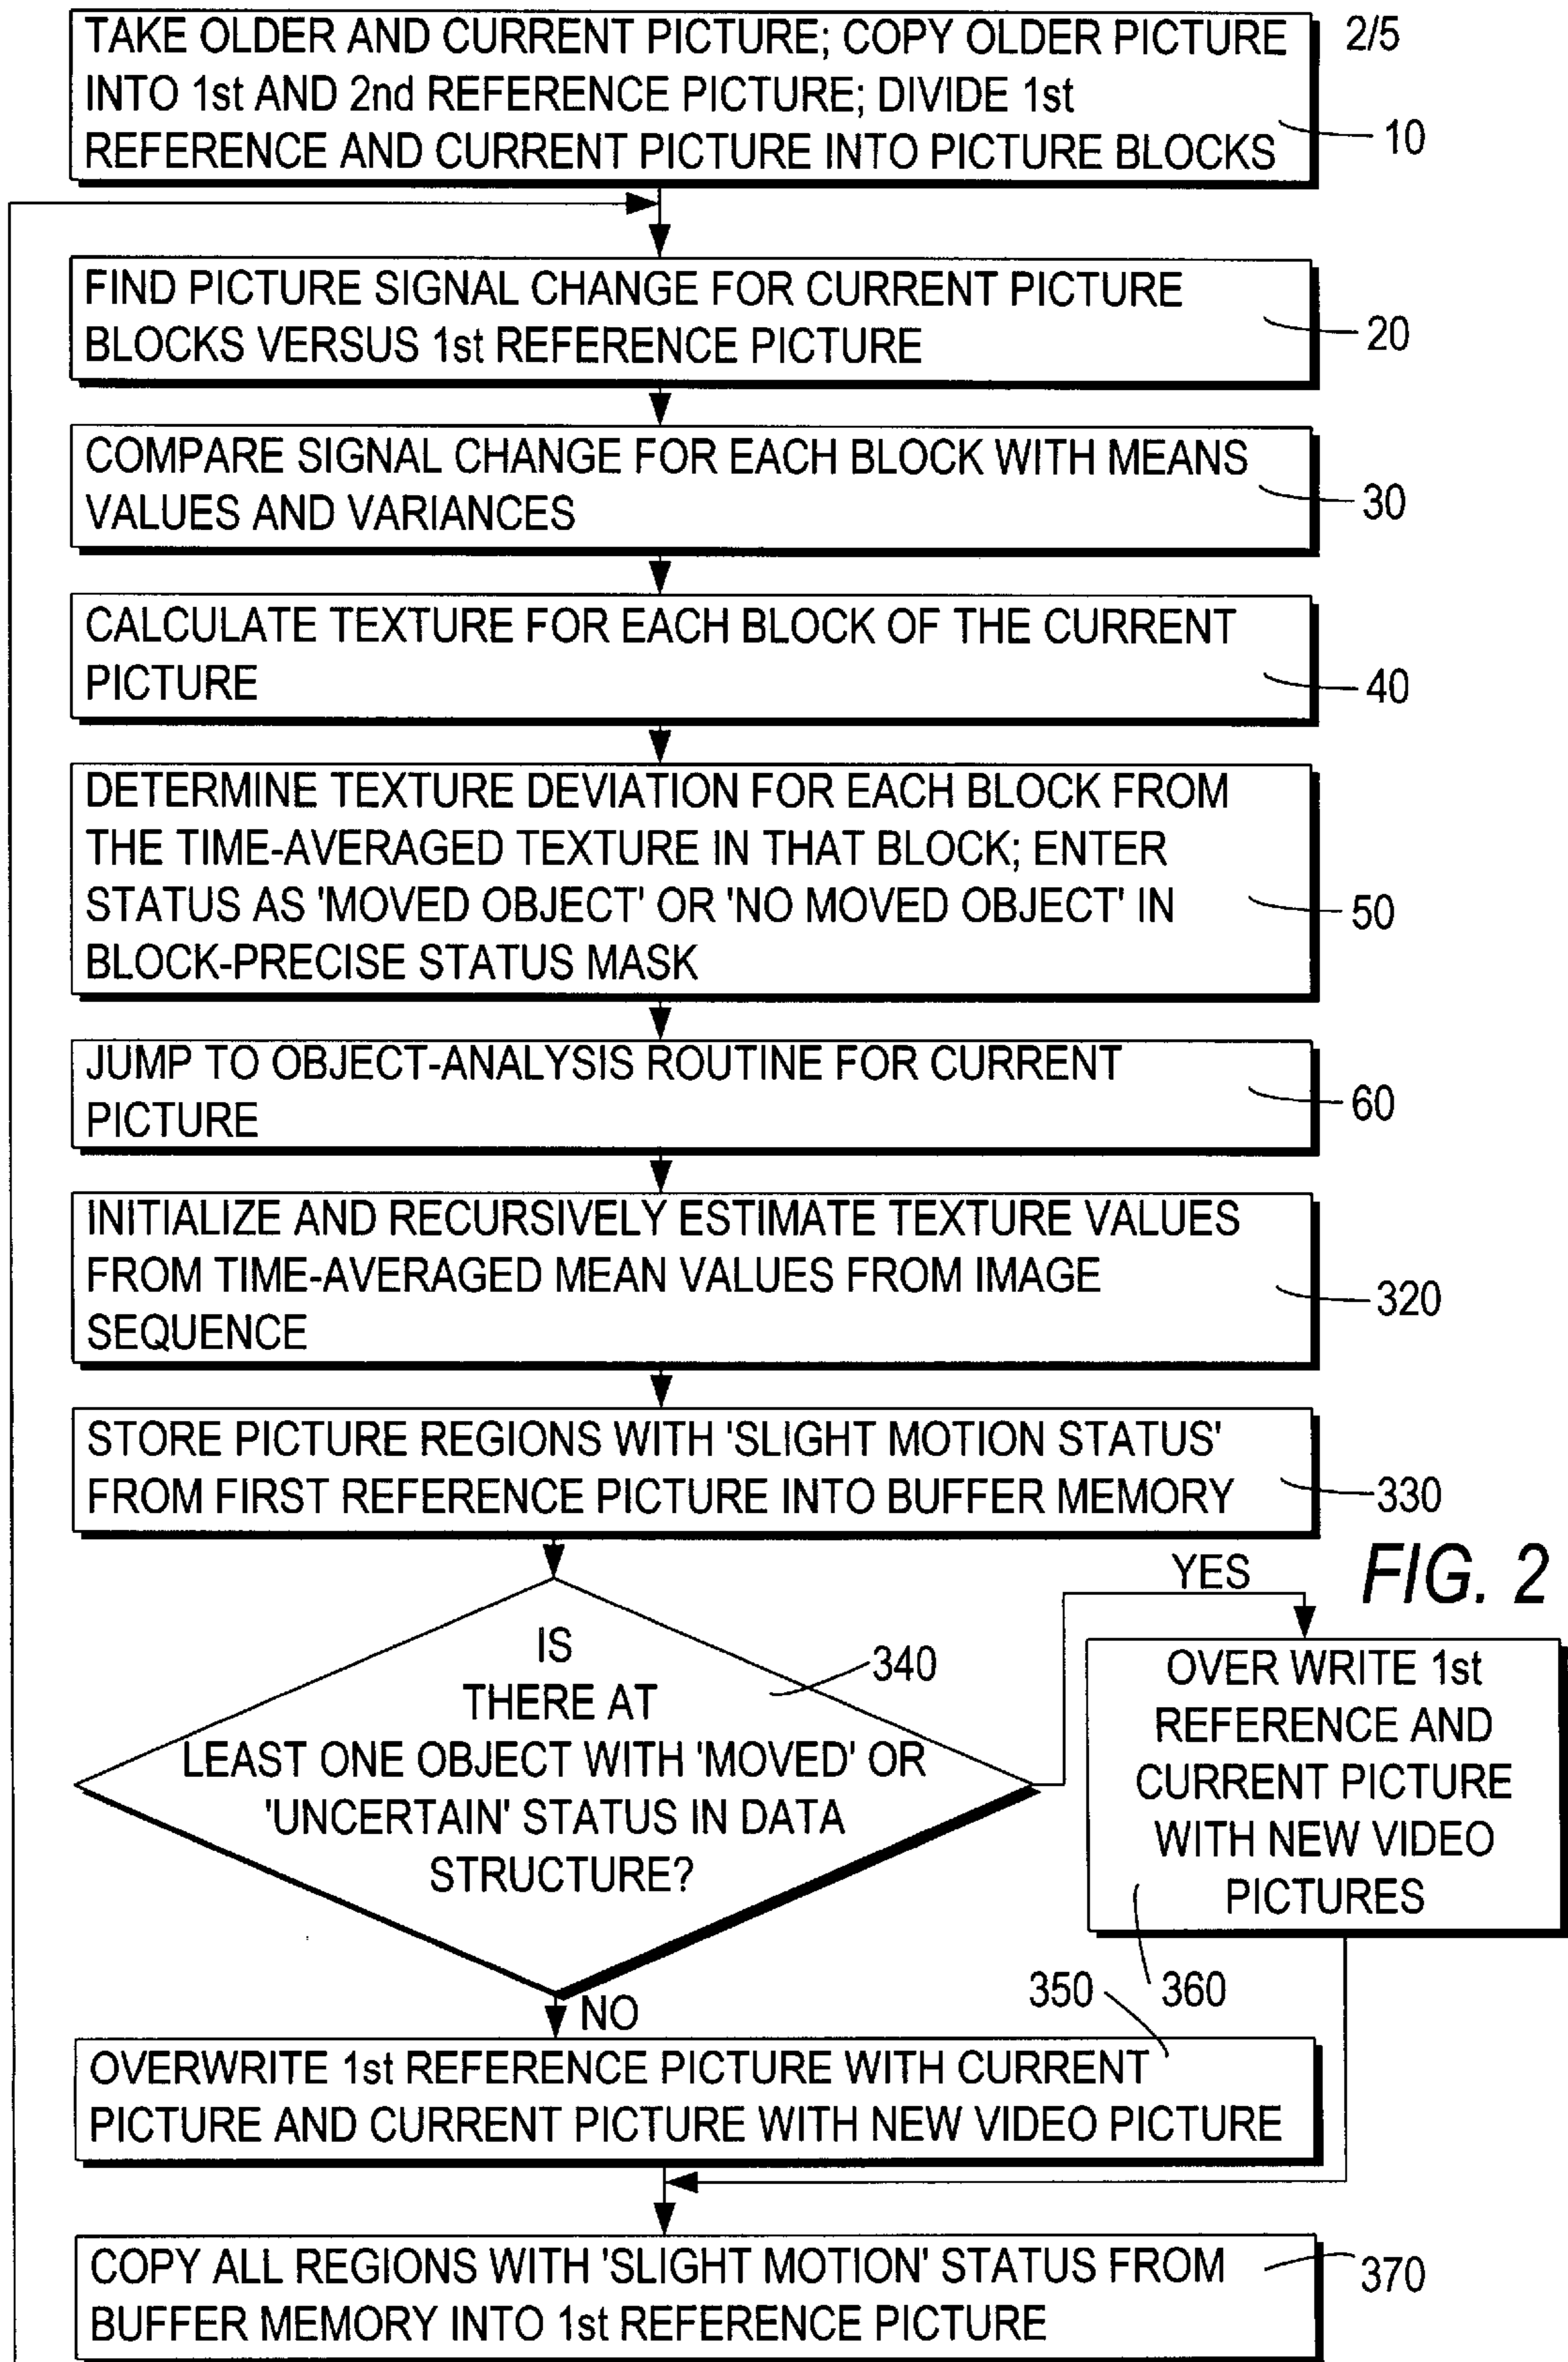 TAKE OLDER AND CURRENT PICTURE; COPY OLDER PICTURE
INTO 1st AND 2nd REFERENCE PICTURE; DIVIDE 1st
REFERENCE AND CURRENT PICTURE INTO PICTURE BLOCKS
2/5
10
FIND PICTURE SIGNAL CHANGE FOR CURRENT PICTURE
BLOCKS VERSUS 1st REFERENCE PICTURE
20
COMPARE SIGNAL CHANGE FOR EACH BLOCK WITH MEANS
VALUES AND VARIANCES
30
CALCULATE TEXTURE FOR EACH BLOCK OF THE CURRENT
PICTURE
40
DETERMINE TEXTURE DEVIATION FOR EACH BLOCK FROM
THE TIME-AVERAGED TEXTURE IN THAT BLOCK; ENTER
STATUS AS 'MOVED OBJECT' OR 'NO MOVED OBJECT' IN
BLOCK-PRECISE STATUS MASK
50
JUMP TO OBJECT-ANALYSIS ROUTINE FOR CURRENT
PICTURE
60
INITIALIZE AND RECURSIVELY ESTIMATE TEXTURE VALUES
FROM TIME-AVERAGED MEAN VALUES FROM IMAGE
SEQUENCE
320
STORE PICTURE REGIONS WITH 'SLIGHT MOTION STATUS'
FROM FIRST REFERENCE PICTURE INTO BUFFER MEMORY
330
FIG. 2
IS
THERE AT
LEAST ONE OBJECT WITH 'MOVED' OR
'UNCERTAIN' STATUS IN DATA
STRUCTURE?
340
YES
OVER WRITE 1st
REFERENCE AND
CURRENT PICTURE
WITH NEW VIDEO
PICTURES
360
NO
350
OVERWRITE 1st REFERENCE PICTURE WITH CURRENT
PICTURE AND CURRENT PICTURE WITH NEW VIDEO PICTURE
COPY ALL REGIONS WITH 'SLIGHT MOTION' STATUS FROM
BUFFER MEMORY INTO 1st REFERENCE PICTURE
370